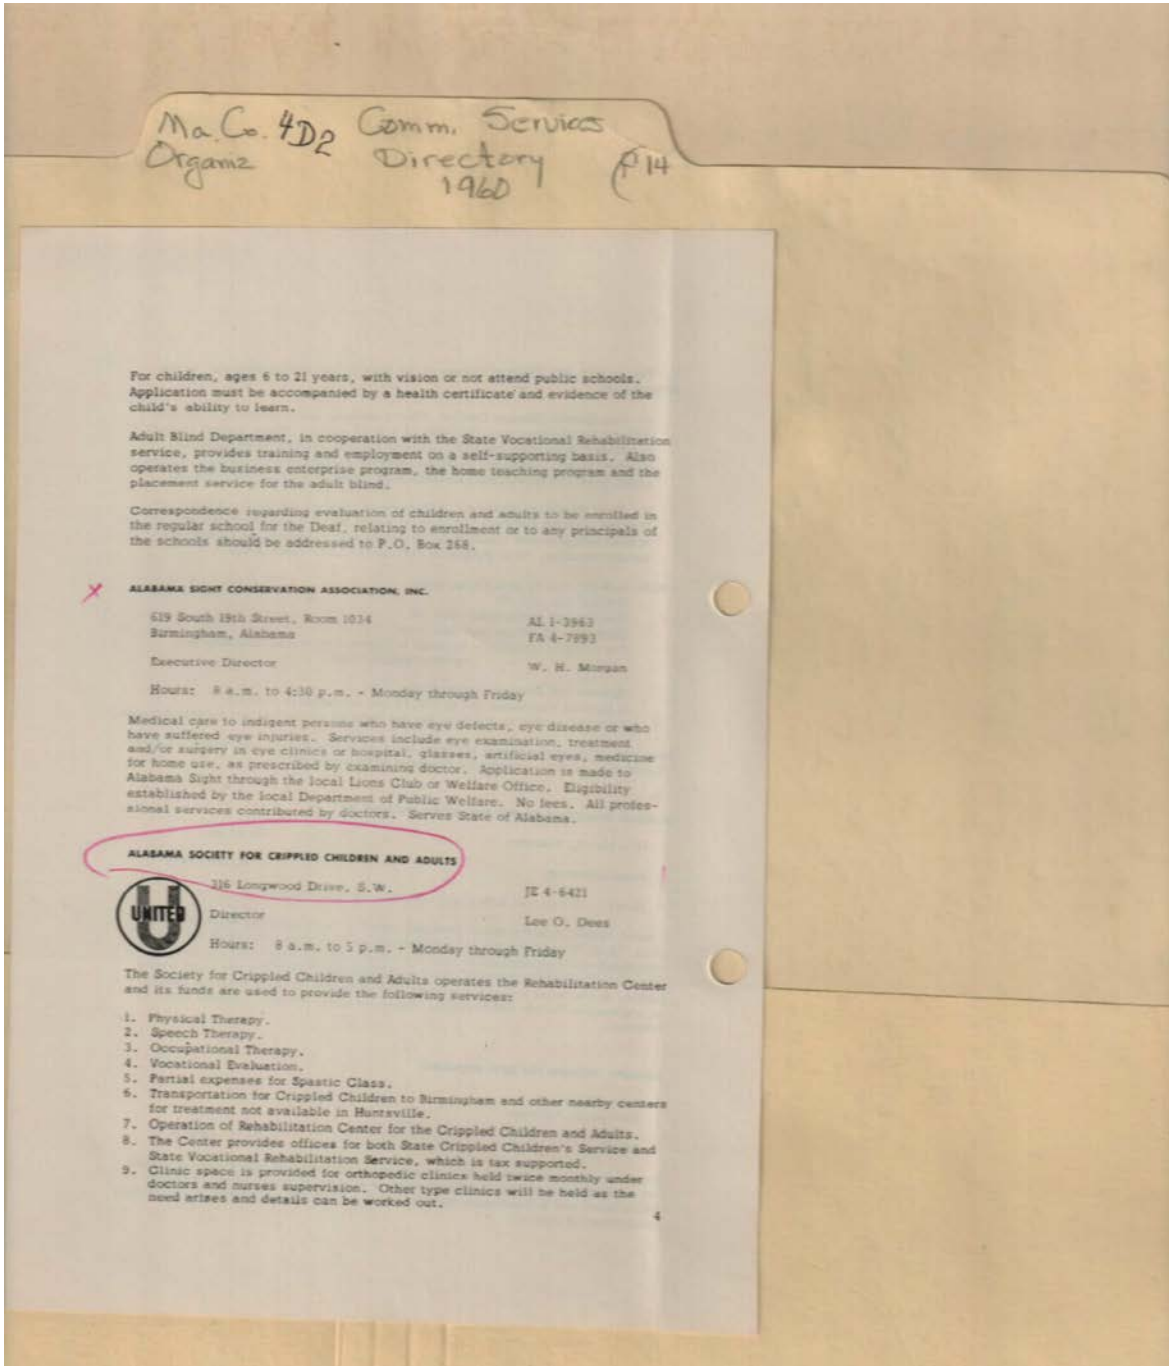 Ma. Co. 4D2 Comm. Services
Organiz Directory
1960 P14
For children, ages 6 to 21 years, with vision or not attend public schools.
Application must be accompanied by a health certificate and evidence of the
child's ability to learn.
Adult Blind Department, in cooperation with the State Vocational Rehabilitation
service, provides training and employment on a self-supporting basis. Also
operates the business enterprise program, the home teaching program and the
placement service for the adult blind.
Correspondence regarding evaluation of children and adults to be enrolled in
the regular school for the Deaf, relating to enrollment or to any principals of
the schools should be addressed to P.O. Box 268.
X ALABAMA SIGHT CONSERVATION ASSOCIATION, INC.
619 South 19th Street, Room 1034 AL 1-3963
Birmingham, Alabama FA 4-7893
Executive Director W. H. Morgan
Hours: 8 a.m. to 4:30 p.m. - Monday through Friday
Medical care to indigent persons who have eye defects, eye disease or who
have suffered eye injuries. Services include eye examination, treatment
and/or surgery in eye clinics or hospital, glasses, artificial eyes, medicine
for home use, as prescribed by examining doctor. Application is made to
Alabama Sight through the local Lions Club or Welfare Office. Eligibility
established by the local Department of Public Welfare. No fees. All profes-
sional services contributed by doctors. Serves State of Alabama.
ALABAMA SOCIETY FOR CRIPPLED CHILDREN AND ADULTS
316 Longwood Drive, S.W. JE 4-6421
UNITED
Director Lee O. Dees
Hours: 8 a.m. to 5 p.m. - Monday through Friday
The Society for Crippled Children and Adults operates the Rehabilitation Center
and its funds are used to provide the following services:
1. Physical Therapy.
2. Speech Therapy.
3. Occupational Therapy.
4. Vocational Evaluation.
5. Partial expenses for Spastic Class.
6. Transportation for Crippled Children to Birmingham and other nearby centers
for treatment not available in Huntsville.
7. Operation of Rehabilitation Center for the Crippled Children and Adults.
8. The Center provides offices for both State Crippled Children's Service and
State Vocational Rehabilitation Service, which is tax supported.
9. Clinic space is provided for orthopedic clinics held twice monthly under
doctors and nurses supervision. Other type clinics will be held as the
need arises and details can be worked out.
4